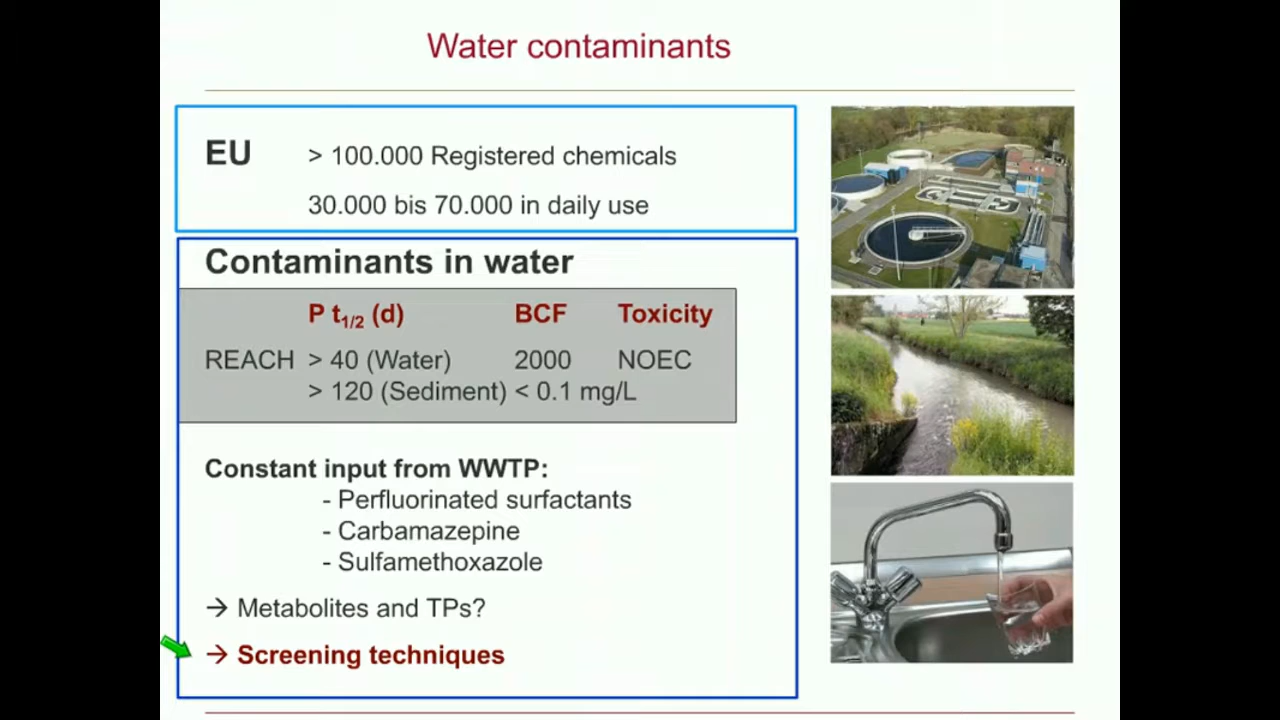 Water contaminants
EU > 100.000 Registered chemicals
30.000 bis 70.000 in daily use
Contaminants in water
P t1/2 (d) BCF Toxicity
REACH > 40 (Water) 2000 NOEC
> 120 (Sediment) < 0.1 mg/L
Constant input from WWTP:
- Perfluorinated surfactants
- Carbamazepine
- Sulfamethoxazole
→ Metabolites and TPs?
→ Screening techniques